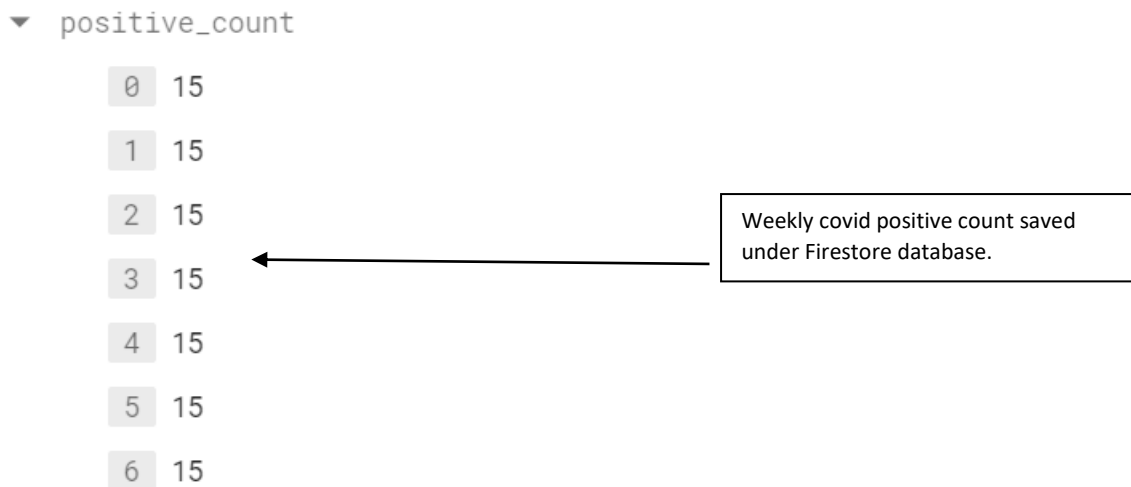 positive_count
0 15
1 15
2 15
3 15
4 15
5 15
6 15
Weekly covid positive count saved
under Firestore database.